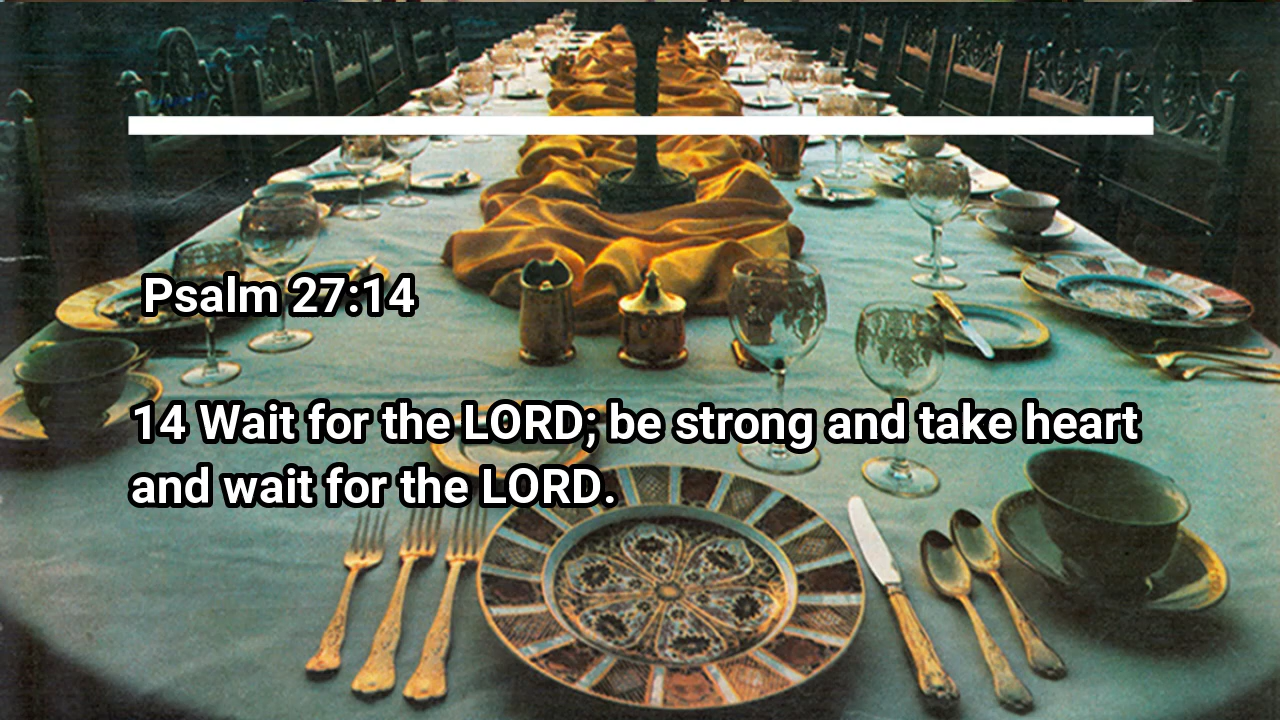 Psalm 27:14
14 Wait for the LORD; be strong and take heart
and wait for the LORD.